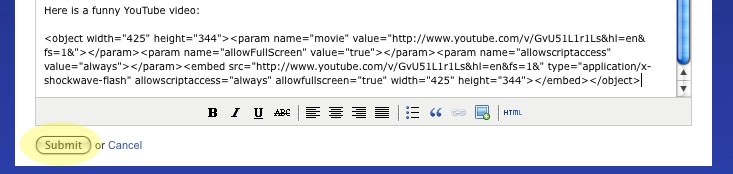 Here is a funny YouTube video:
<object width="425" height="344"><param name="movie" value="http://www.youtube.com/v/GvU51L1r1Ls&hl=en&
fs=1&"></param><param name="allowFullScreen" value="true"></param><param name="allowscriptaccess"
value="always"></param><embed src="http://www.youtube.com/v/GvU51L1r1Ls&hl=en&fs=1&" type="application/x-
shockwave-flash" allowscriptaccess="always" allowfullscreen="true" width="425" height="344"></embed></object>
B I U ABC HTML
Submit or Cancel